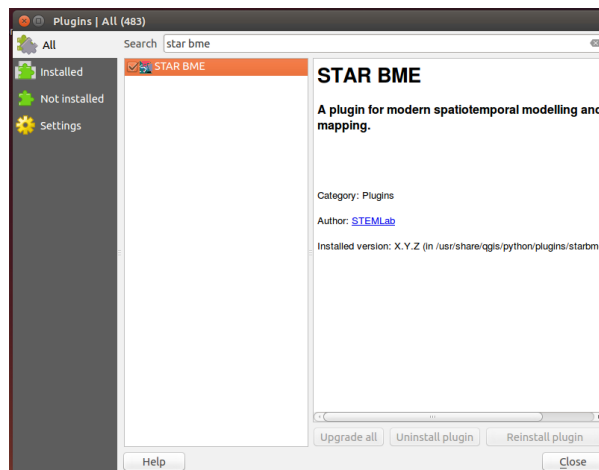 Plugins | All (483)
All
Search star bme
Installed
Not installed
Settings
STAR BME
STAR BME
A plugin for modern spatiotemporal modelling and
mapping.
Category: Plugins
Author: STEMLab
Installed version: X.Y.Z (in /usr/share/qgis/python/plugins/starbm
Upgrade all
Uninstall plugin
Reinstall plugin
Help
Close